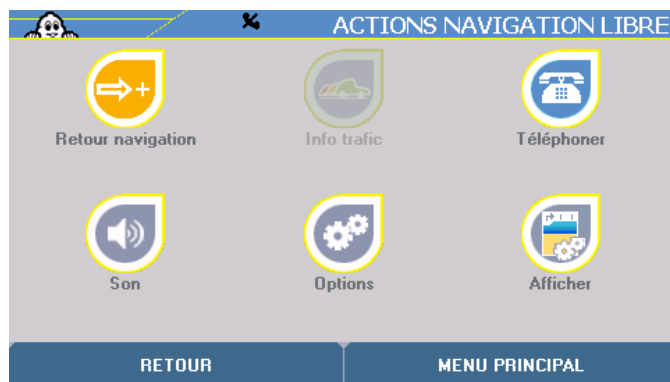 ACTIONS NAVIGATION LIBRE
Retour navigation
Info trafic
Téléphoner
Son
Options
Afficher
RETOUR
MENU PRINCIPAL